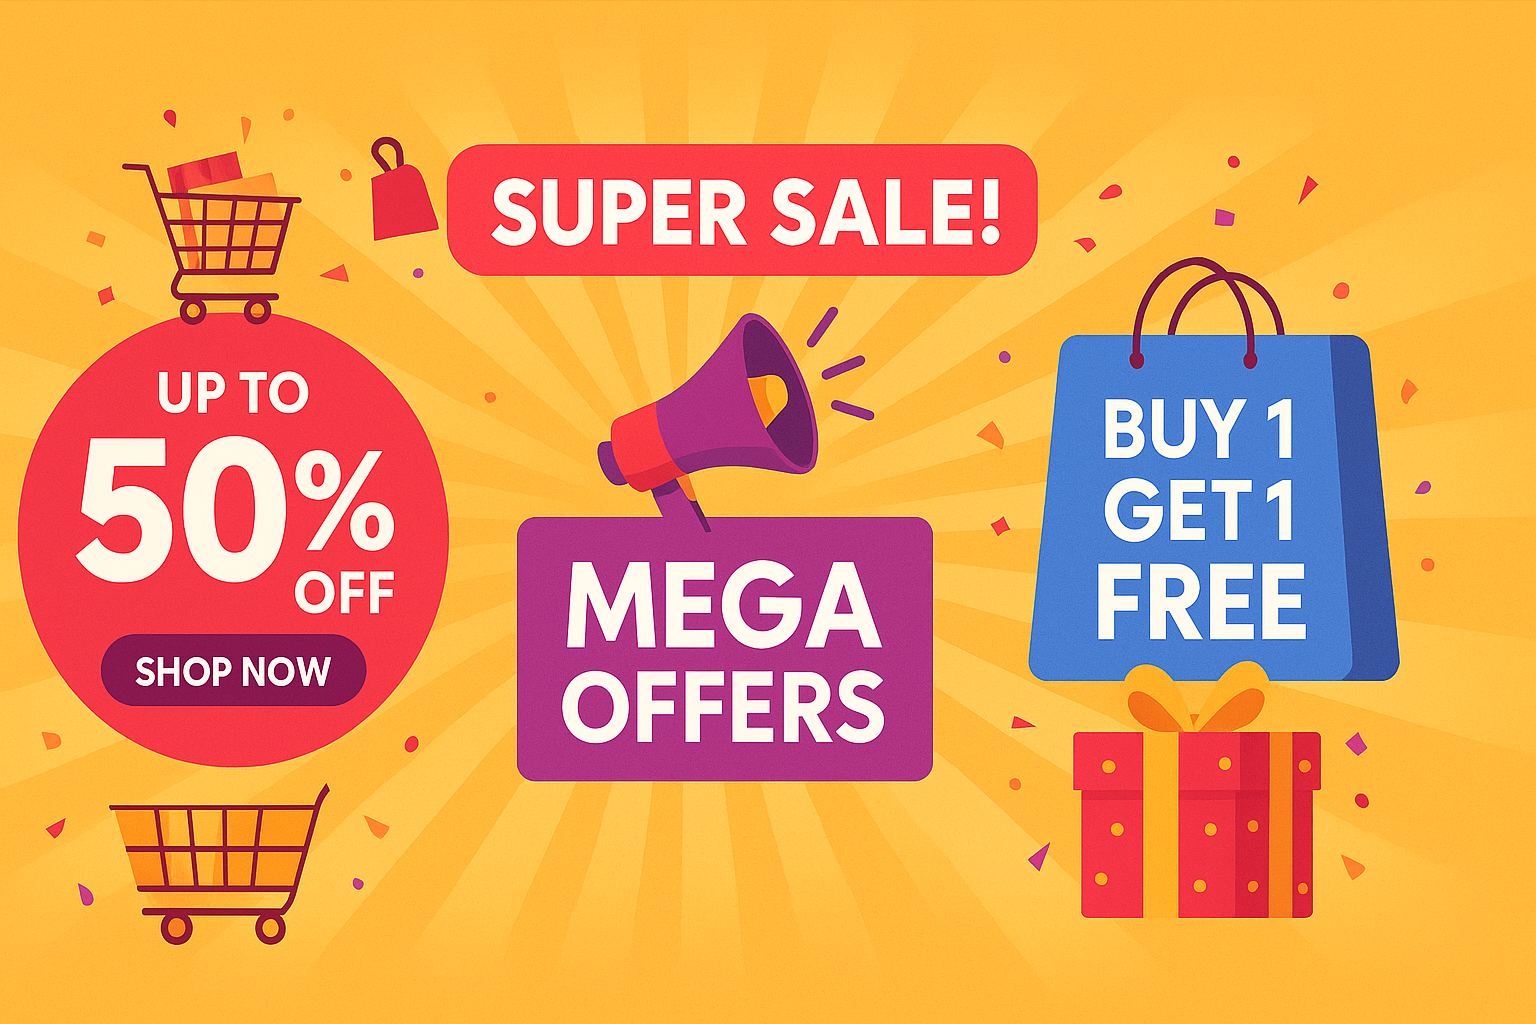 SUPER SALE!
UP TO
50%
OFF
SHOP NOW
MEGA
OFFERS
BUY 1
GET 1
FREE